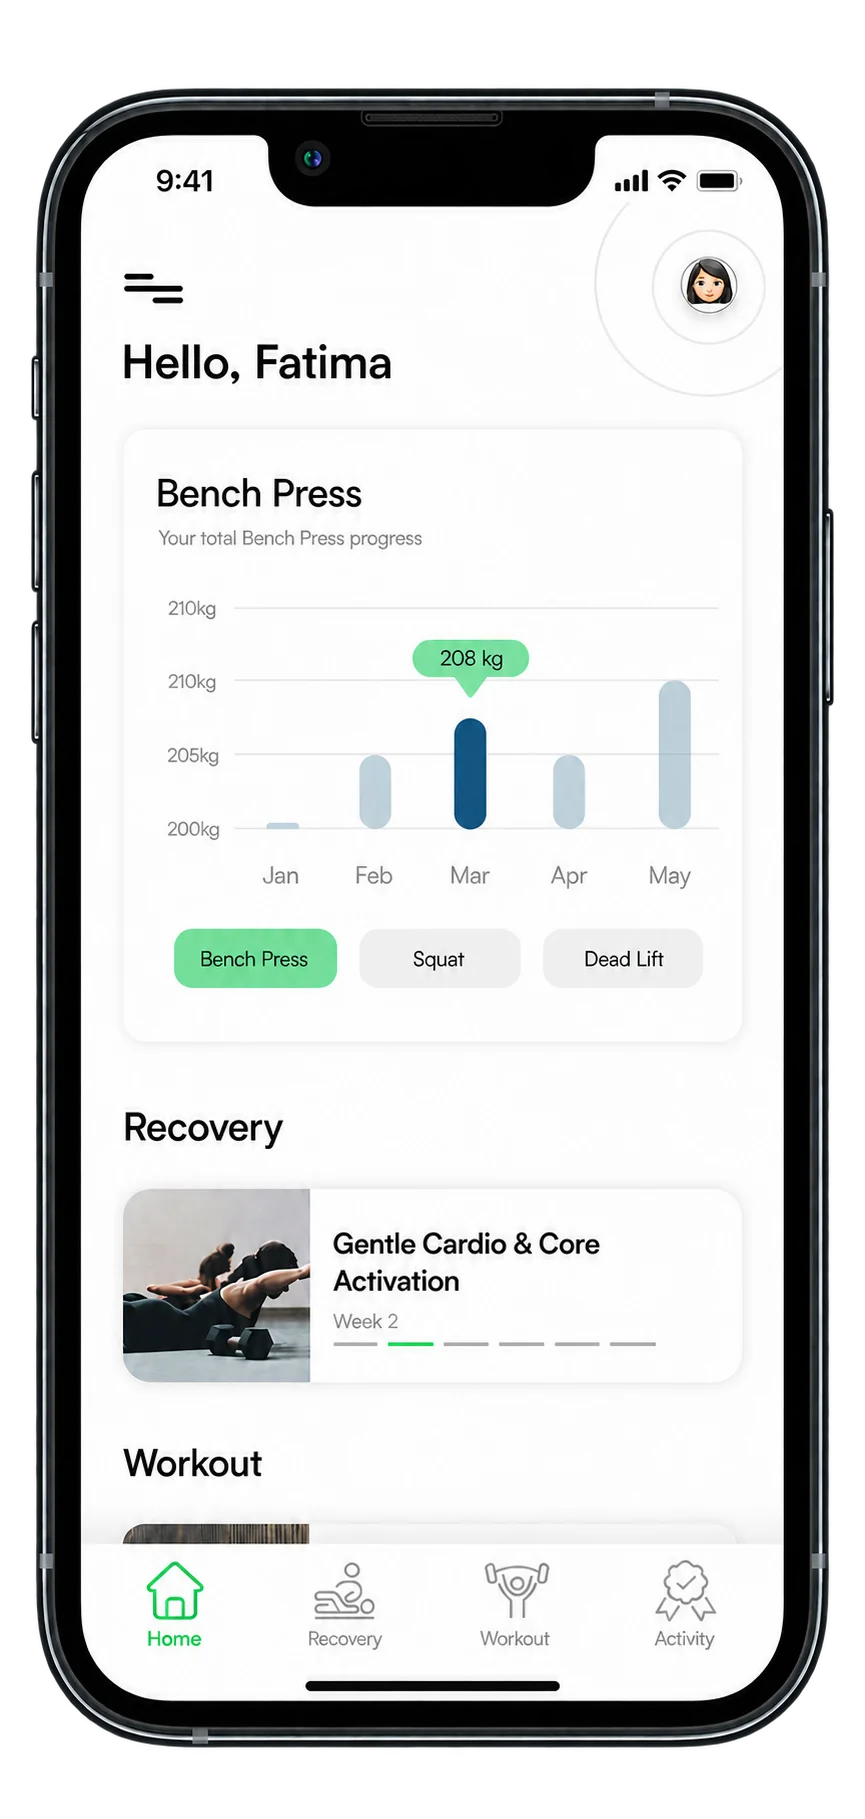 9:41
Hello, Fatima
Bench Press
Your total Bench Press progress
210kg
208 kg
210kg
205kg
200kg
Jan Feb Mar Apr May
Bench Press Squat Dead Lift
Recovery
Gentle Cardio & Core
Activation
Week 2
Workout
Home Recovery Workout Activity